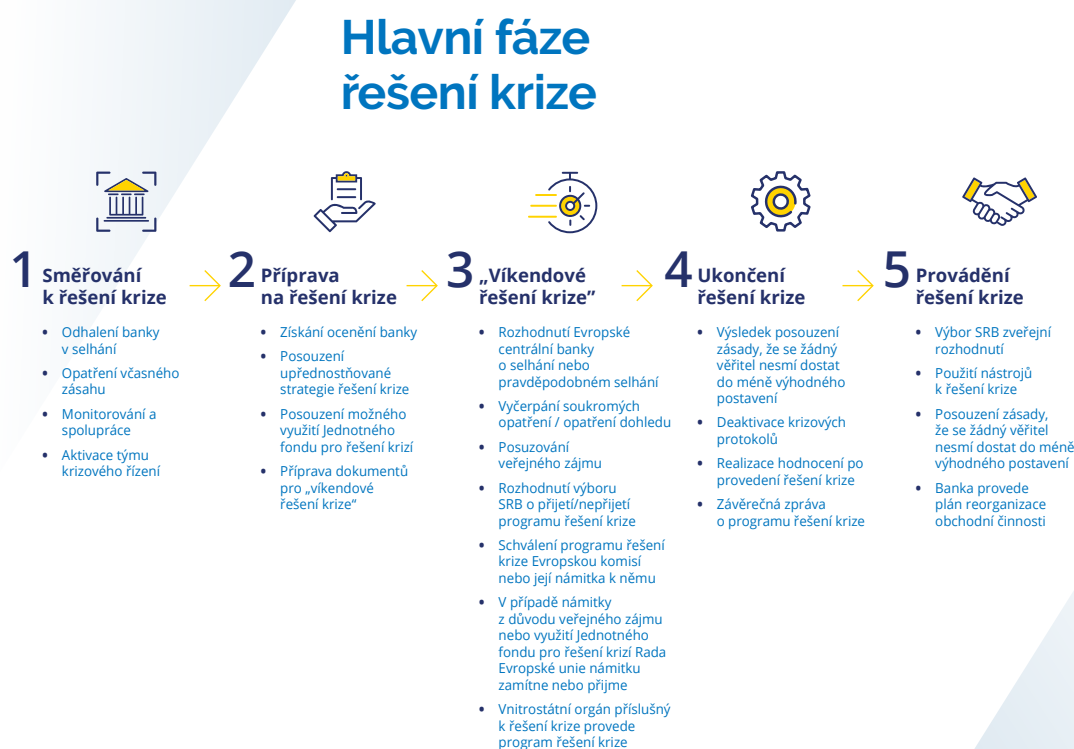 Hlavní fáze
řešení krize
1 Směřování
k řešení krize
• Odhalení banky
v selhání
• Opatření včasného
zásahu
• Monitorování a
spolupráce
• Aktivace týmu
krizového řízení
2 Příprava
na řešení krize
• Získání ocenění banky
• Posouzení
upřednostňované
strategie řešení krize
• Posouzení možného
využití Jednotného
fondu pro řešení krizí
• Příprava dokumentů
pro „víkendové
řešení krize“
3 „Víkendové
řešení krize”
• Rozhodnutí Evropské
centrální banky
o selhání nebo
pravděpodobném selhání
• Vyčerpání soukromých
opatření / opatření dohledu
• Posuzování
veřejného zájmu
• Rozhodnutí výboru
SRB o přijetí/nepřijetí
programu řešení krize
• Schválení programu řešení
krize Evropskou komisí
nebo její námitka k němu
• V případě námitky
z důvodu veřejného zájmu
nebo využití Jednotného
fondu pro řešení krizí Rada
Evropské unie námitku
zamítne nebo přijme
• Vnitrostátní orgán příslušný
k řešení krize provede
program řešení krize
4 Ukončení
řešení krize
• Výsledek posouzení
zásady, že se žádný
věřitel nesmí dostat
do méně výhodného
postavení
• Deaktivace krizových
protokolů
• Realizace hodnocení po
provedení řešení krize
• Závěrečná zpráva
o programu řešení krize
5 Provádění
řešení krize
• Výbor SRB zveřejní
rozhodnutí
• Použití nástrojů
k řešení krize
• Posouzení zásady,
že se žádný věřitel
nesmí dostat do méně
výhodného postavení
• Banka provede
plán reorganizace
obchodní činnosti